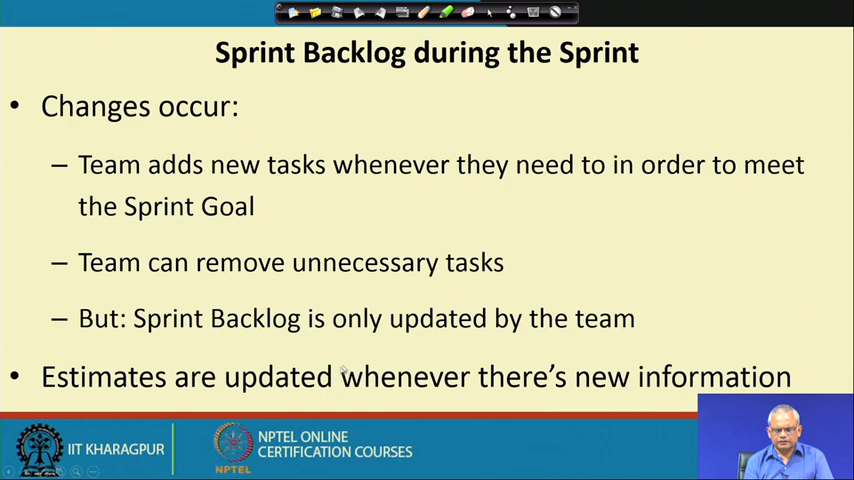 Sprint Backlog during the Sprint
• Changes occur:
– Team adds new tasks whenever they need to in order to meet
the Sprint Goal
– Team can remove unnecessary tasks
– But: Sprint Backlog is only updated by the team
• Estimates are updated whenever there's new information
IIT KHARAGPUR
NPTEL
NPTEL ONLINE
CERTIFICATION COURSES